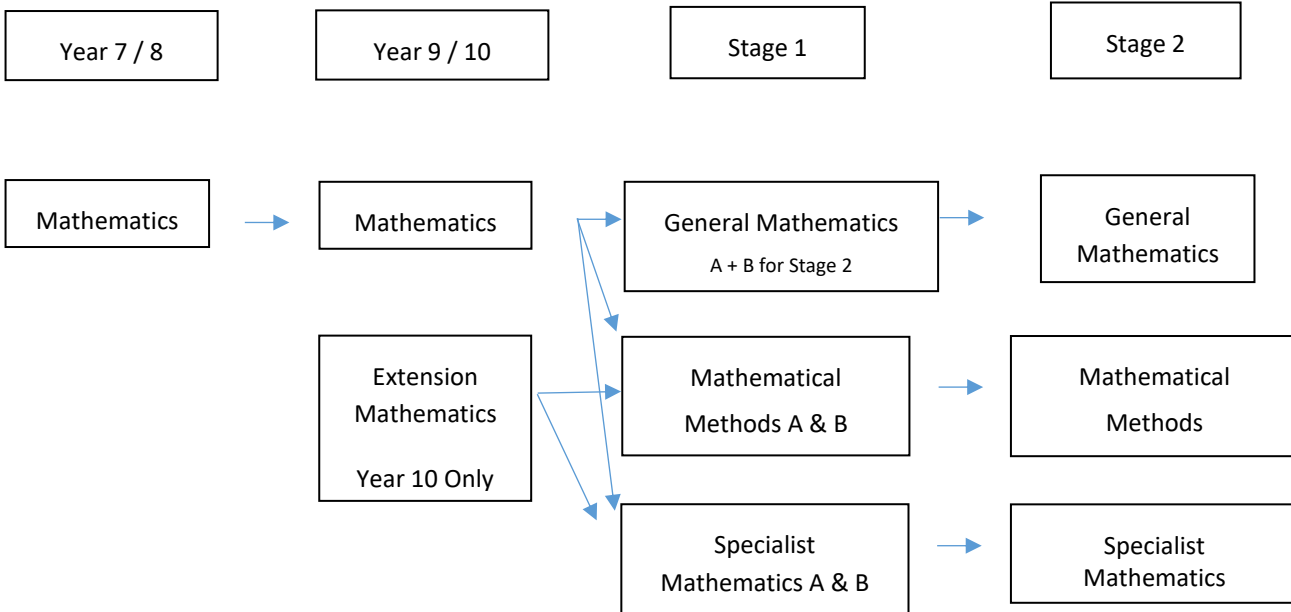 Year 7 / 8
Year 9 / 10
Stage 1
Stage 2
Mathematics
Mathematics
General Mathematics
A + B for Stage 2
General
Mathematics
Extension
Mathematics
Year 10 Only
Mathematical
Methods A & B
Mathematical
Methods
Specialist
Mathematics A & B
Specialist
Mathematics